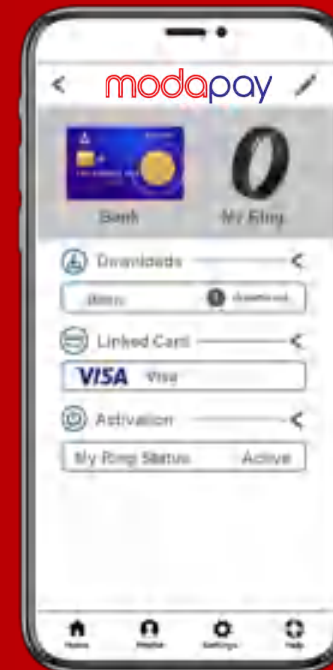 modapay
Bank My Ring
Downloads
Linked Card
VISA Visa
Activation
My Ring Status Active
Home Settings Help